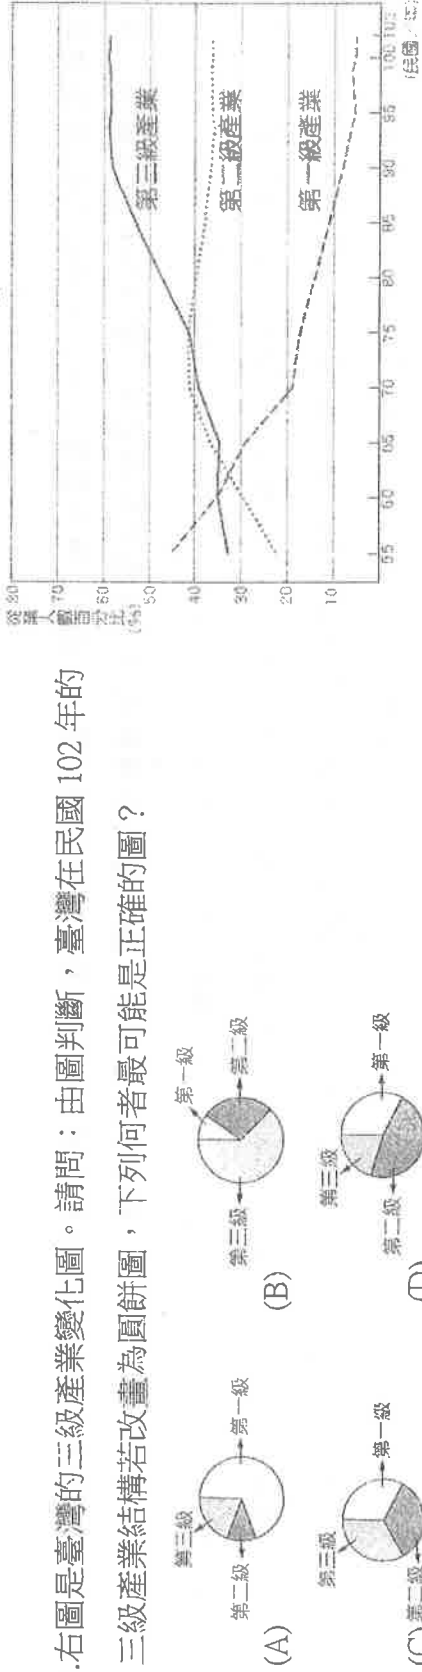 .右圖是臺灣的三級產業變化圖。請問：由圖判斷，臺灣在民國 102 年的
三級產業結構若改畫為圓餅圖，下列何者最可能是正確的圖？
(A)
第三級
第二級
第一級
(B)
第一級
第三級
第二級
(C)
第三級
第二級
第一級
(D)
第三級
第二級
第一級
從業人數百分比
(%)
80
70
60
50
40
30
20
10
第三級產業
第二級產業
第一級產業
55 60 65 70 75 80 85 90 95 100 102
(民國